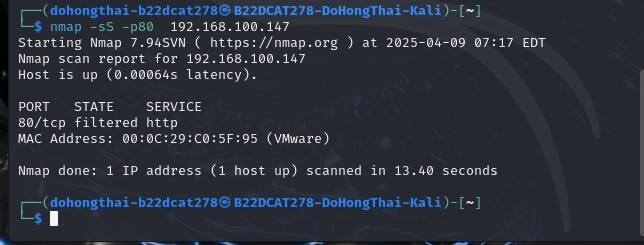 (dohongthai-b22dcat278㉿B22DCAT278-DoHongThai-Kali)-[~]
$ nmap -sS -p80  192.168.100.147
Starting Nmap 7.94SVN ( https://nmap.org ) at 2025-04-09 07:17 EDT
Nmap scan report for 192.168.100.147
Host is up (0.00064s latency).
PORT   STATE    SERVICE
80/tcp filtered http
MAC Address: 00:0C:29:C0:5F:95 (VMware)
Nmap done: 1 IP address (1 host up) scanned in 13.40 seconds
(dohongthai-b22dcat278㉿B22DCAT278-DoHongThai-Kali)-[~]
$